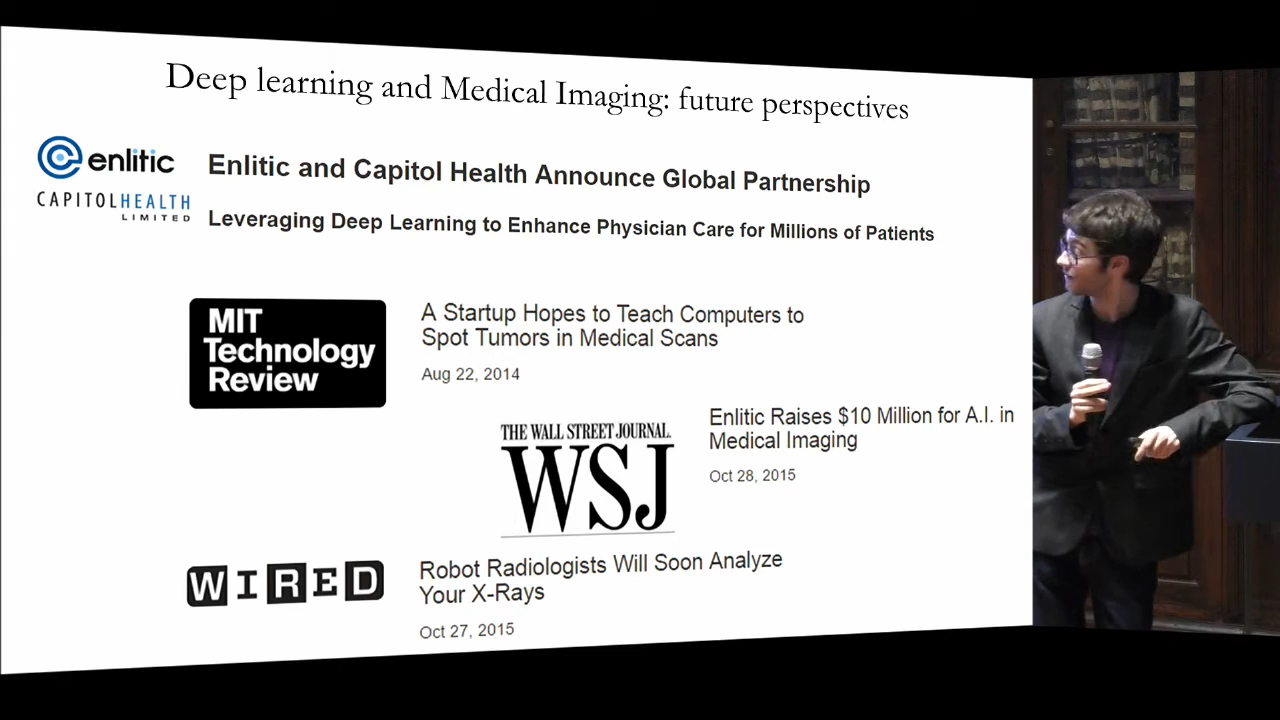 Deep learning and Medical Imaging: future perspectives
enlitic
CAPITOLHEALTH
LIMITED
Enlitic and Capitol Health Announce Global Partnership
Leveraging Deep Learning to Enhance Physician Care for Millions of Patients
MIT
Technology
Review
A Startup Hopes to Teach Computers to
Spot Tumors in Medical Scans
Aug 22, 2014
THE WALL STREET JOURNAL.
WSJ
Enlitic Raises $10 Million for A.I. in
Medical Imaging
Oct 28, 2015
WIRED
Robot Radiologists Will Soon Analyze
Your X-Rays
Oct 27, 2015